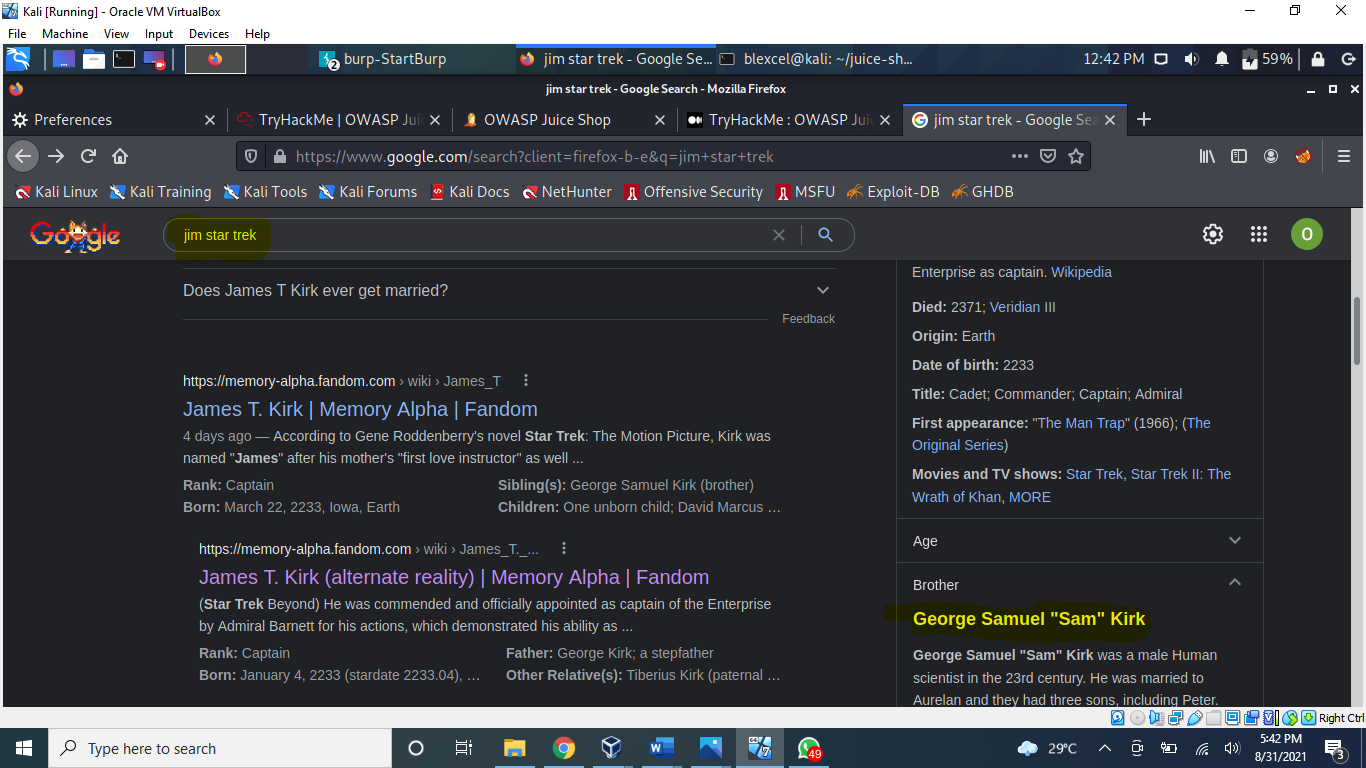 Kali [Running] - Oracle VM VirtualBox
File Machine View Input Devices Help
2 burp-StartBurp jim star trek - Google Se... blexcel@kali: ~/juice-sh... 12:42 PM 59%
jim star trek - Google Search - Mozilla Firefox
Preferences TryHackMe | OWASP Juic OWASP Juice Shop TryHackMe : OWASP Juic jim star trek - Google Sea
https://www.google.com/search?client=firefox-b-e&q=jim+star+trek
Kali Linux Kali Training Kali Tools Kali Forums Kali Docs NetHunter Offensive Security MSFU Exploit-DB GHDB
Google jim star trek O
Does James T Kirk ever get married?
Feedback
https://memory-alpha.fandom.com › wiki › James_T
James T. Kirk | Memory Alpha | Fandom
4 days ago — According to Gene Roddenberry's novel Star Trek: The Motion Picture, Kirk was
named "James" after his mother's "first love instructor" as well ...
Rank: Captain Sibling(s): George Samuel Kirk (brother)
Born: March 22, 2233, Iowa, Earth Children: One unborn child; David Marcus ...
https://memory-alpha.fandom.com › wiki › James_T._...
James T. Kirk (alternate reality) | Memory Alpha | Fandom
(Star Trek Beyond) He was commended and officially appointed as captain of the Enterprise
by Admiral Barnett for his actions, which demonstrated his ability as ...
Rank: Captain Father: George Kirk; a stepfather
Born: January 4, 2233 (stardate 2233.04), ... Other Relative(s): Tiberius Kirk (paternal ...
Enterprise as captain. Wikipedia
Died: 2371; Veridian III
Origin: Earth
Date of birth: 2233
Title: Cadet; Commander; Captain; Admiral
First appearance: "The Man Trap" (1966); (The
Original Series)
Movies and TV shows: Star Trek, Star Trek II: The
Wrath of Khan, MORE
Age
Brother
George Samuel "Sam" Kirk
George Samuel "Sam" Kirk was a male Human
scientist in the 23rd century. He was married to
Aurelan and they had three sons, including Peter.
Right Ctrl
Type here to search 49 29°C 5:42 PM
8/31/2021 3